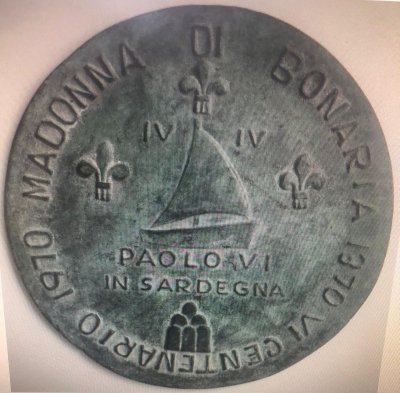 MADONNA DI BONARIA 1370 VI CENTENARIO 1970
IV IV
PAOLO VI
IN SARDEGNA